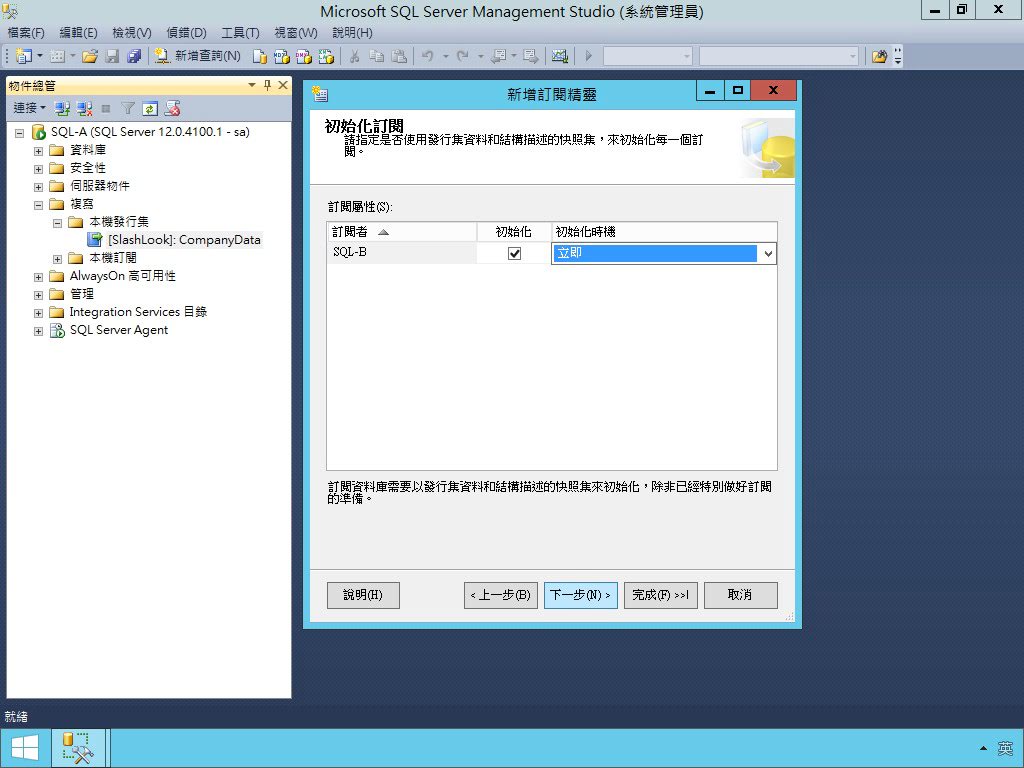 Microsoft SQL Server Management Studio (系統管理員)
檔案(F) 編輯(E) 檢視(V) 偵錯(D) 工具(T) 視窗(W) 說明(H)
新增查詢(N)
物件總管
連接
SQL-A (SQL Server 12.0.4100.1 - sa)
資料庫
安全性
伺服器物件
複寫
本機發行集
[SlashLook]: CompanyData
本機訂閱
AlwaysOn 高可用性
管理
Integration Services 目錄
SQL Server Agent
新增訂閱精靈
初始化訂閱
請指定是否使用發行集資料和結構描述的快照集，來初始化每一個訂
閱。
訂閱屬性(S):
訂閱者 初始化 初始化時機
SQL-B 立即
訂閱資料庫需要以發行集資料和結構描述的快照集來初始化，除非已經特別做好訂閱
的準備。
說明(H) < 上一步(B) 下一步(N) > 完成(F) >>| 取消
就緒
英